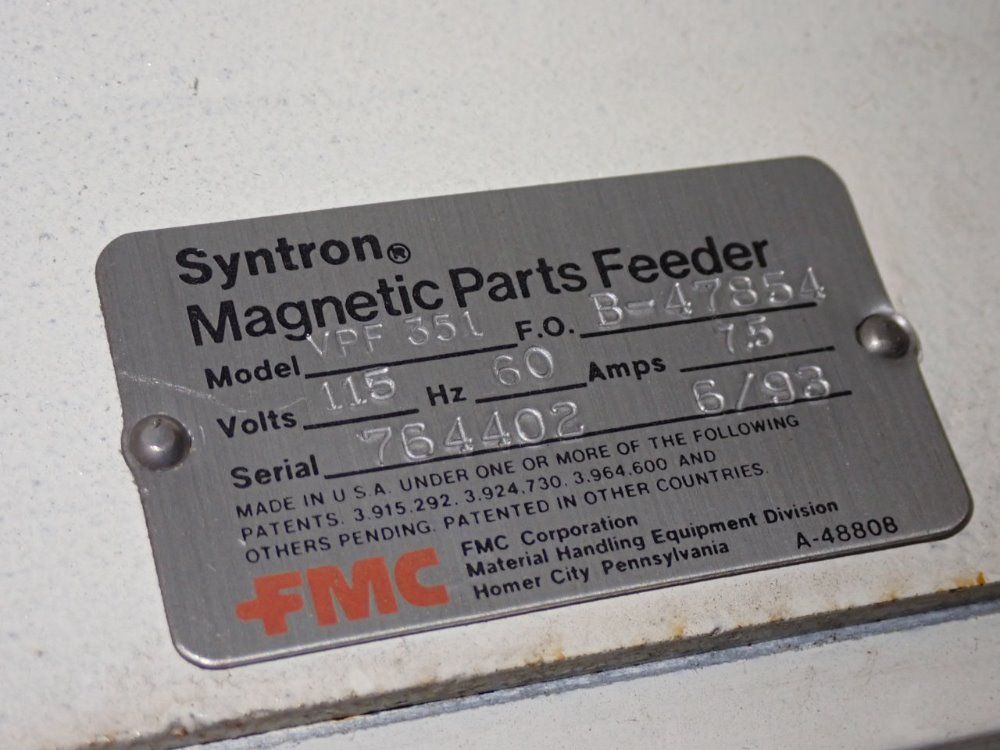 Syntron®
Magnetic Parts Feeder
Model VPF 351 F.O. B-47854
Volts 115 Hz 60 Amps 7.5
Serial 764402 6/93
MADE IN U.S.A. UNDER ONE OR MORE OF THE FOLLOWING
PATENTS. 3.915.292. 3.924.730. 3.964.600 AND
OTHERS PENDING. PATENTED IN OTHER COUNTRIES.
FMC
FMC Corporation
Material Handling Equipment Division
Homer City Pennsylvania
A-48808